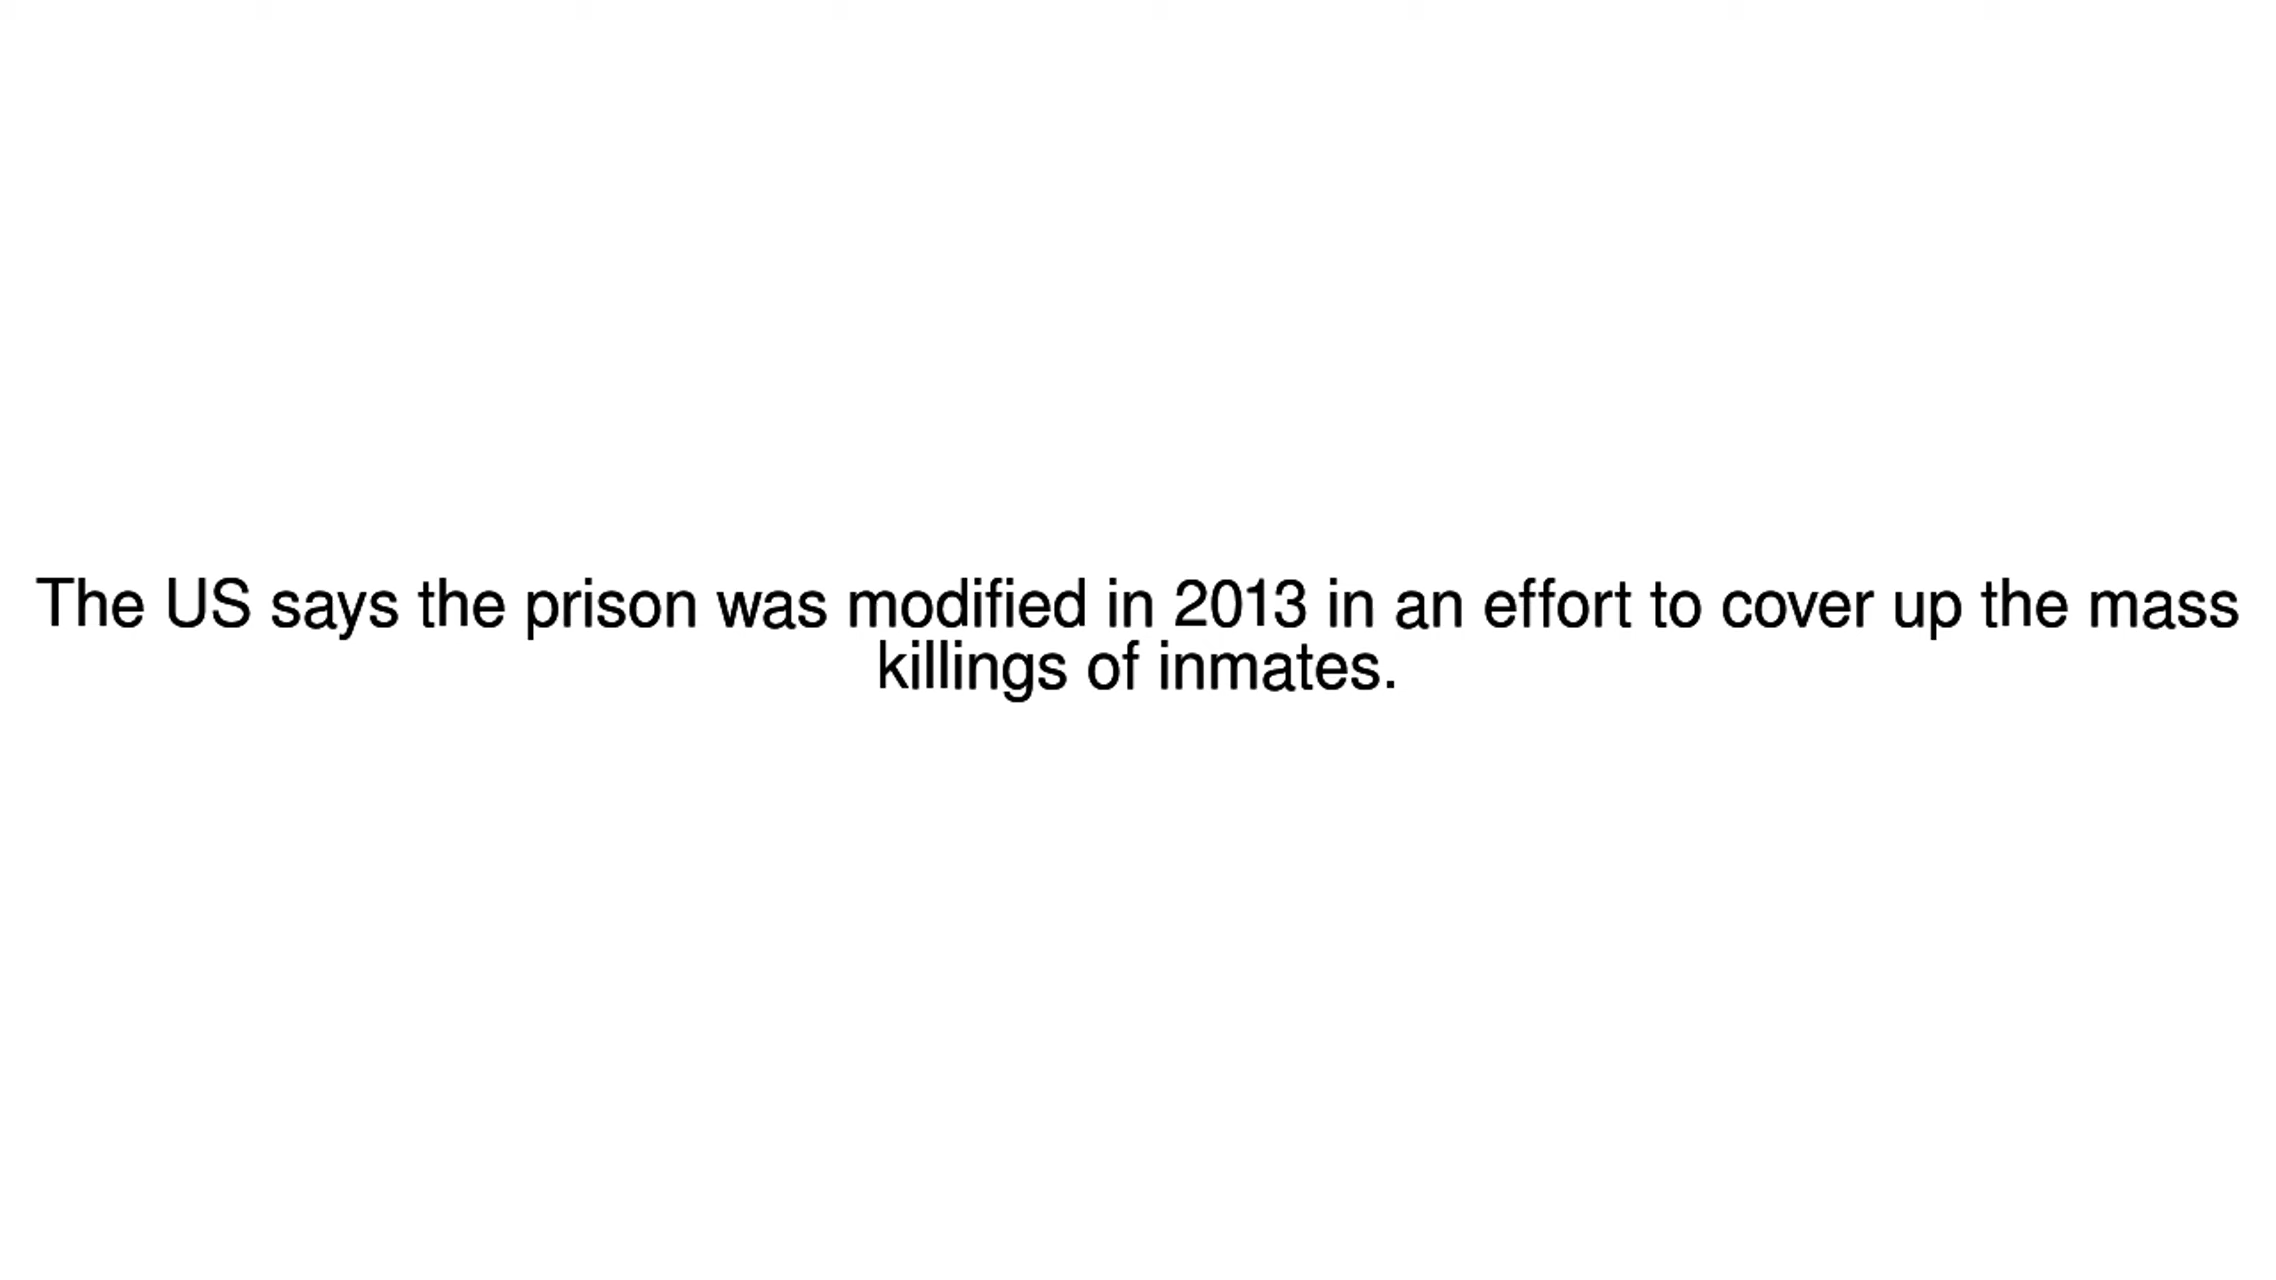 The US says the prison was modified in 2013 in an effort to cover up the mass
killings of inmates.